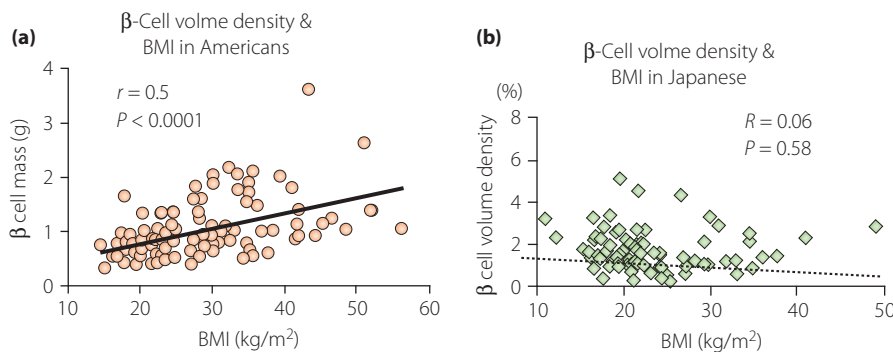 (a)
β-Cell volme density &
BMI in Americans
β cell mass (g)
4
3
2
1
0
r = 0.5
P < 0.0001
10 20 30 40 50 60
BMI (kg/m²)
(b)
β-Cell volme density &
BMI in Japanese
(%)
β cell volume density
8
6
4
2
0
R = 0.06
P = 0.58
10 20 30 40 50
BMI (kg/m²)